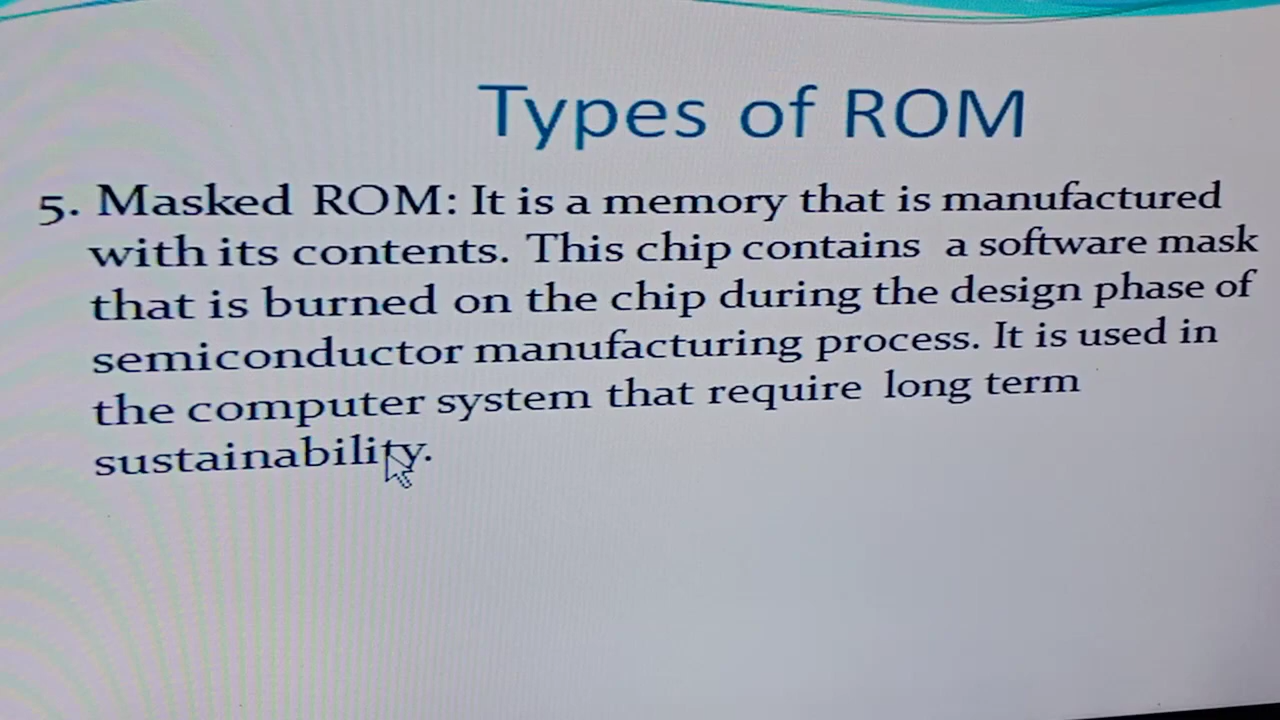 Types of ROM
5. Masked ROM: It is a memory that is manufactured
with its contents. This chip contains a software mask
that is burned on the chip during the design phase of
semiconductor manufacturing process. It is used in
the computer system that require long term
sustainability.